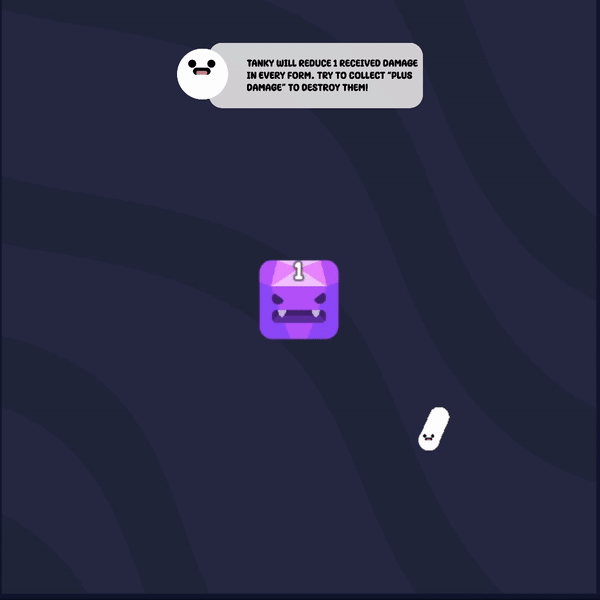 TANKY WILL REDUCE 1 RECEIVED DAMAGE
IN EVERY FORM. TRY TO COLLECT "PLUS
DAMAGE" TO DESTROY THEM!
1